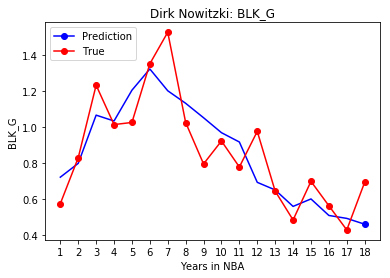 Dirk Nowitzki: BLK_G
Prediction
True
1.4
1.2
1.0
0.8
0.6
0.4
BLK_G
1 2 3 4 5 6 7 8 9 10 11 12 13 14 15 16 17 18
Years in NBA